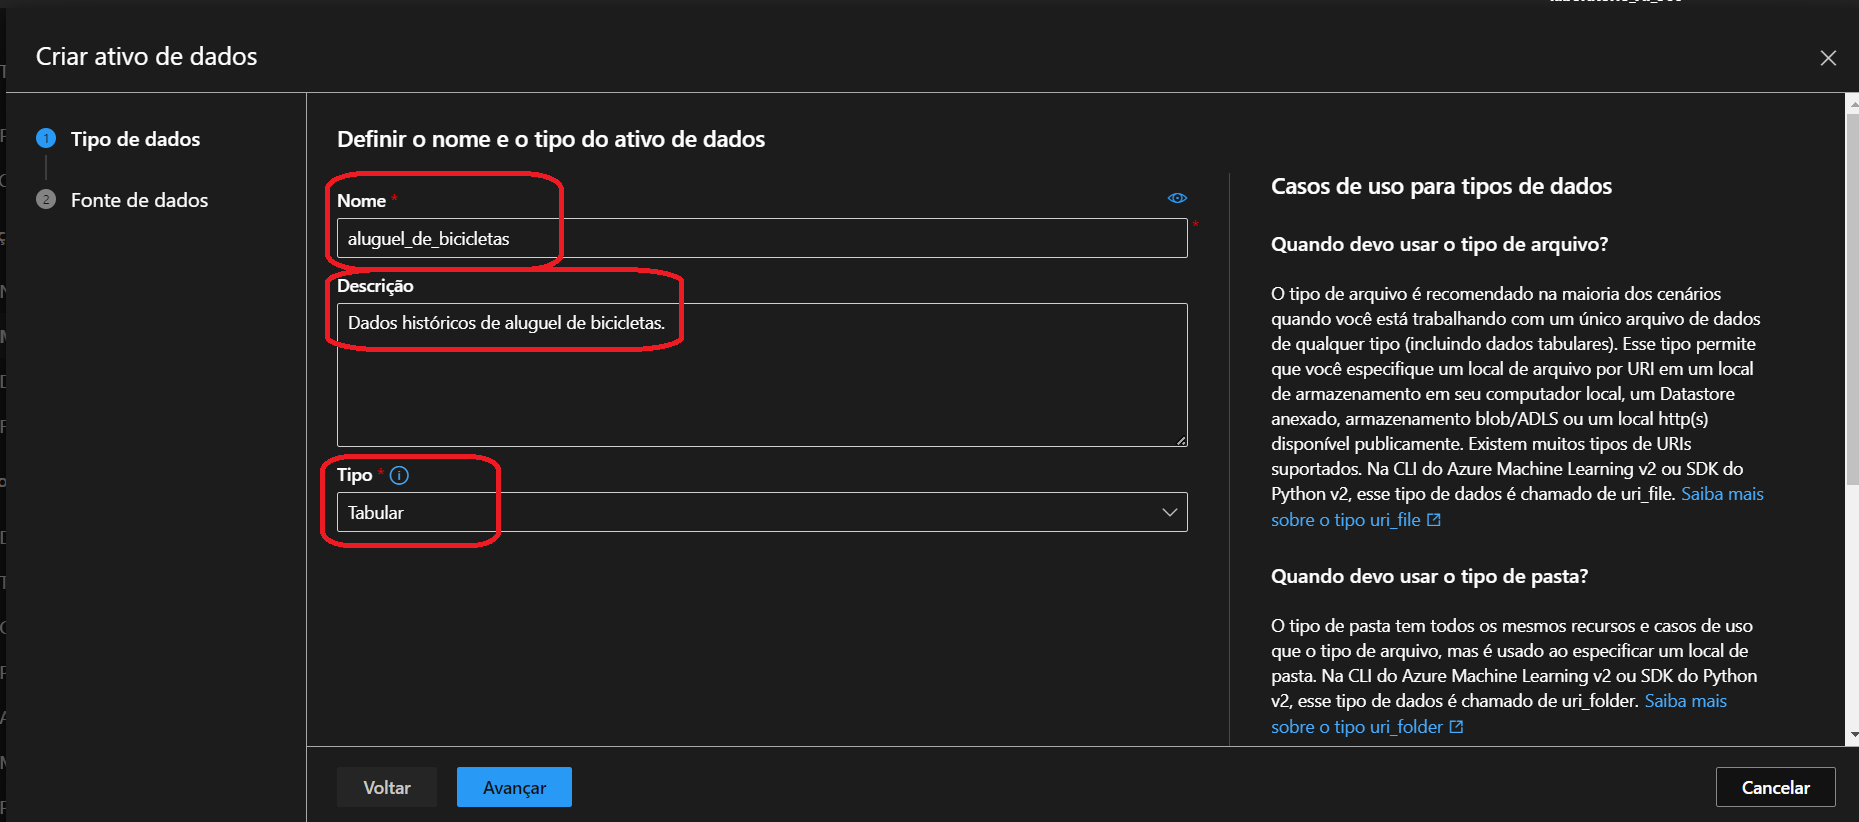 Criar ativo de dados
1 Tipo de dados
2 Fonte de dados
Definir o nome e o tipo do ativo de dados
Nome *
aluguel_de_bicicletas
*
Descrição
Dados históricos de aluguel de bicicletas.
Tipo *
Tabular
Casos de uso para tipos de dados
Quando devo usar o tipo de arquivo?
O tipo de arquivo é recomendado na maioria dos cenários
quando você está trabalhando com um único arquivo de dados
de qualquer tipo (incluindo dados tabulares). Esse tipo permite
que você especifique um local de arquivo por URI em um local
de armazenamento em seu computador local, um Datastore
anexado, armazenamento blob/ADLS ou um local http(s)
disponível publicamente. Existem muitos tipos de URIs
suportados. Na CLI do Azure Machine Learning v2 ou SDK do
Python v2, esse tipo de dados é chamado de uri_file. Saiba mais
sobre o tipo uri_file
Quando devo usar o tipo de pasta?
O tipo de pasta tem todos os mesmos recursos e casos de uso
que o tipo de arquivo, mas é usado ao especificar um local de
pasta. Na CLI do Azure Machine Learning v2 ou SDK do Python
v2, esse tipo de dados é chamado de uri_folder. Saiba mais
sobre o tipo uri_folder
Voltar
Avançar
Cancelar